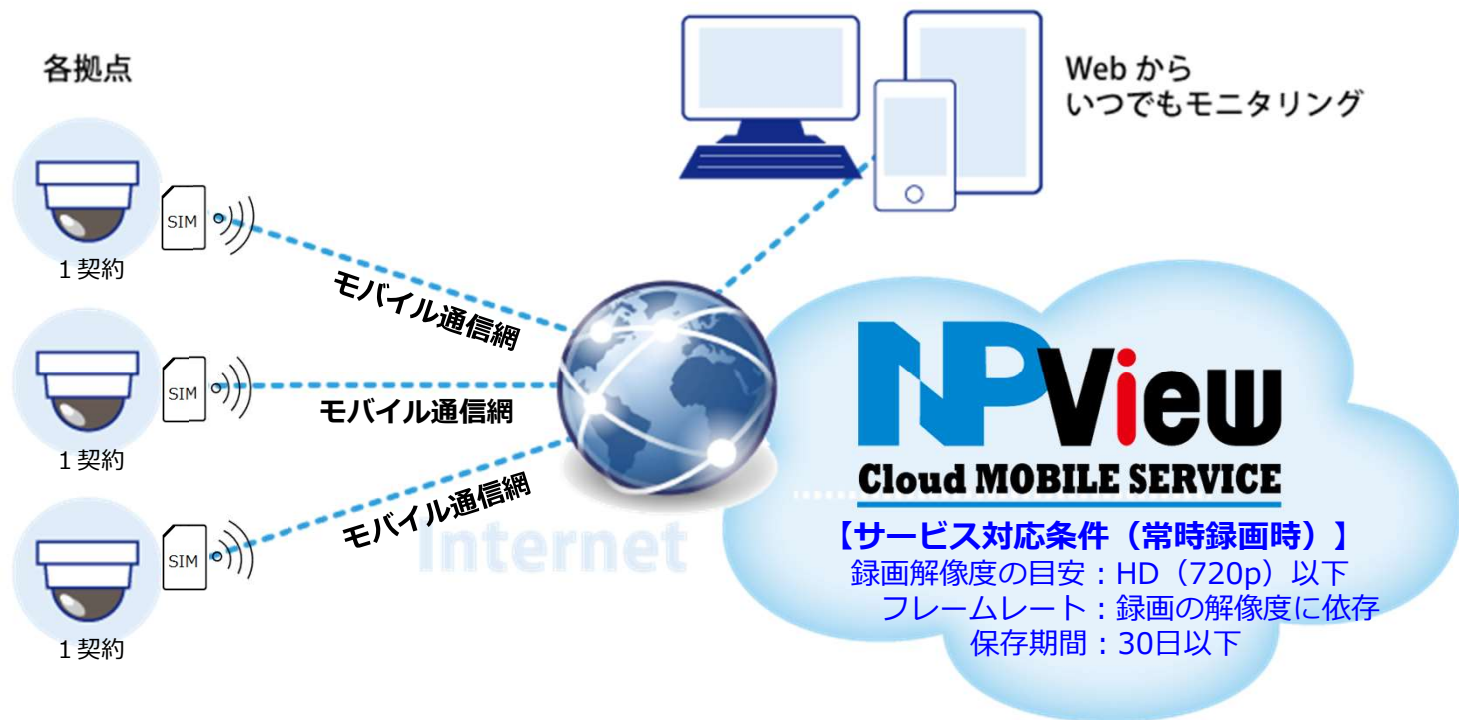 各拠点
Web から
いつでもモニタリング
SIM
1契約
モバイル通信網
SIM
1契約
モバイル通信網
SIM
1契約
モバイル通信網
Internet
NPView
Cloud MOBILE SERVICE
【サービス対応条件（常時録画時）】
録画解像度の目安：HD（720p）以下
フレームレート：録画の解像度に依存
保存期間：30日以下